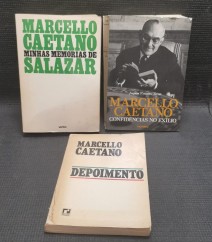 MARCELLO
CAETANO
MINHAS MEMÓRIAS DE
SALAZAR
MARCELLO
CAETANO
CONFIDÊNCIAS NO EXÍLIO
MARCELLO
CAETANO
DEPOIMENTO